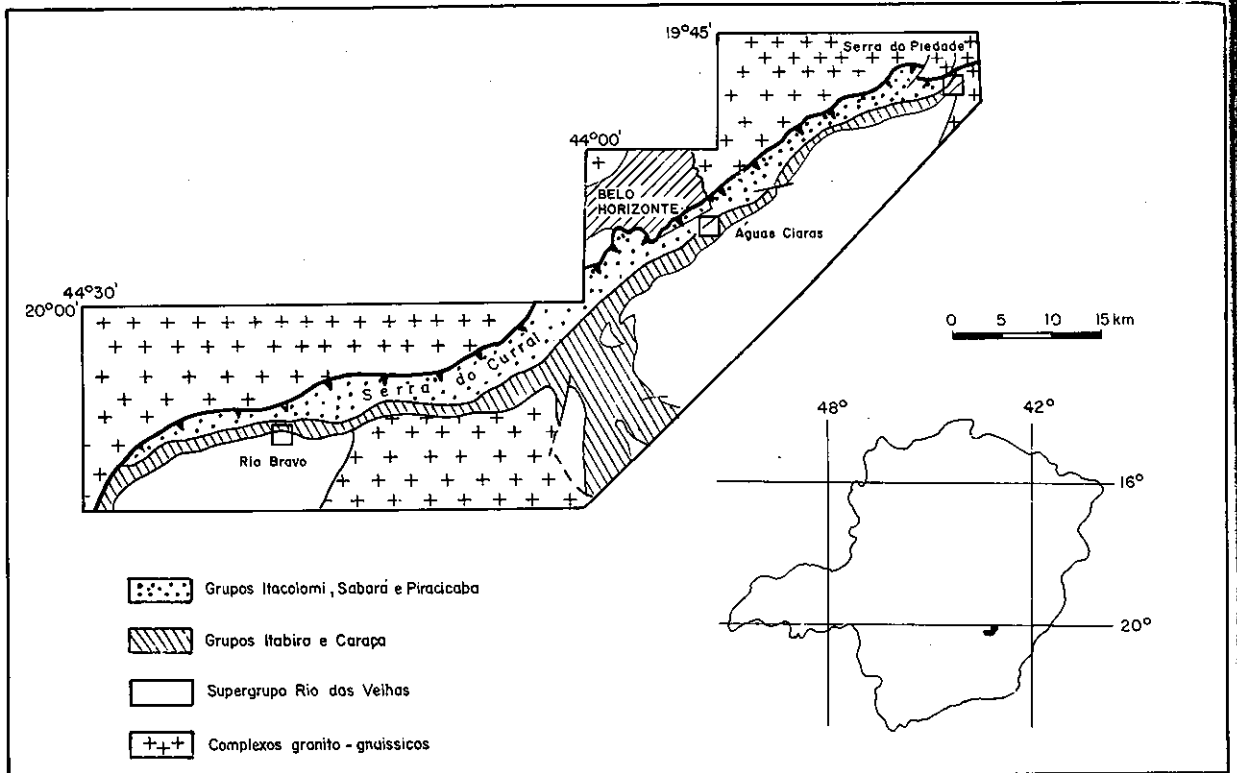 19°45'
Serra da Piedade
44°00'
BELO
HORIZONTE
Águas Claras
44°30'
20°00'
Serra do Curral
0 5 10 15 km
Rio Bravo
48° 42°
16°
20°
Grupos Itacolomi, Sabará e Piracicaba
Grupos Itabira e Caraça
Supergrupo Rio das Velhas
Complexos granito-gnaissicos